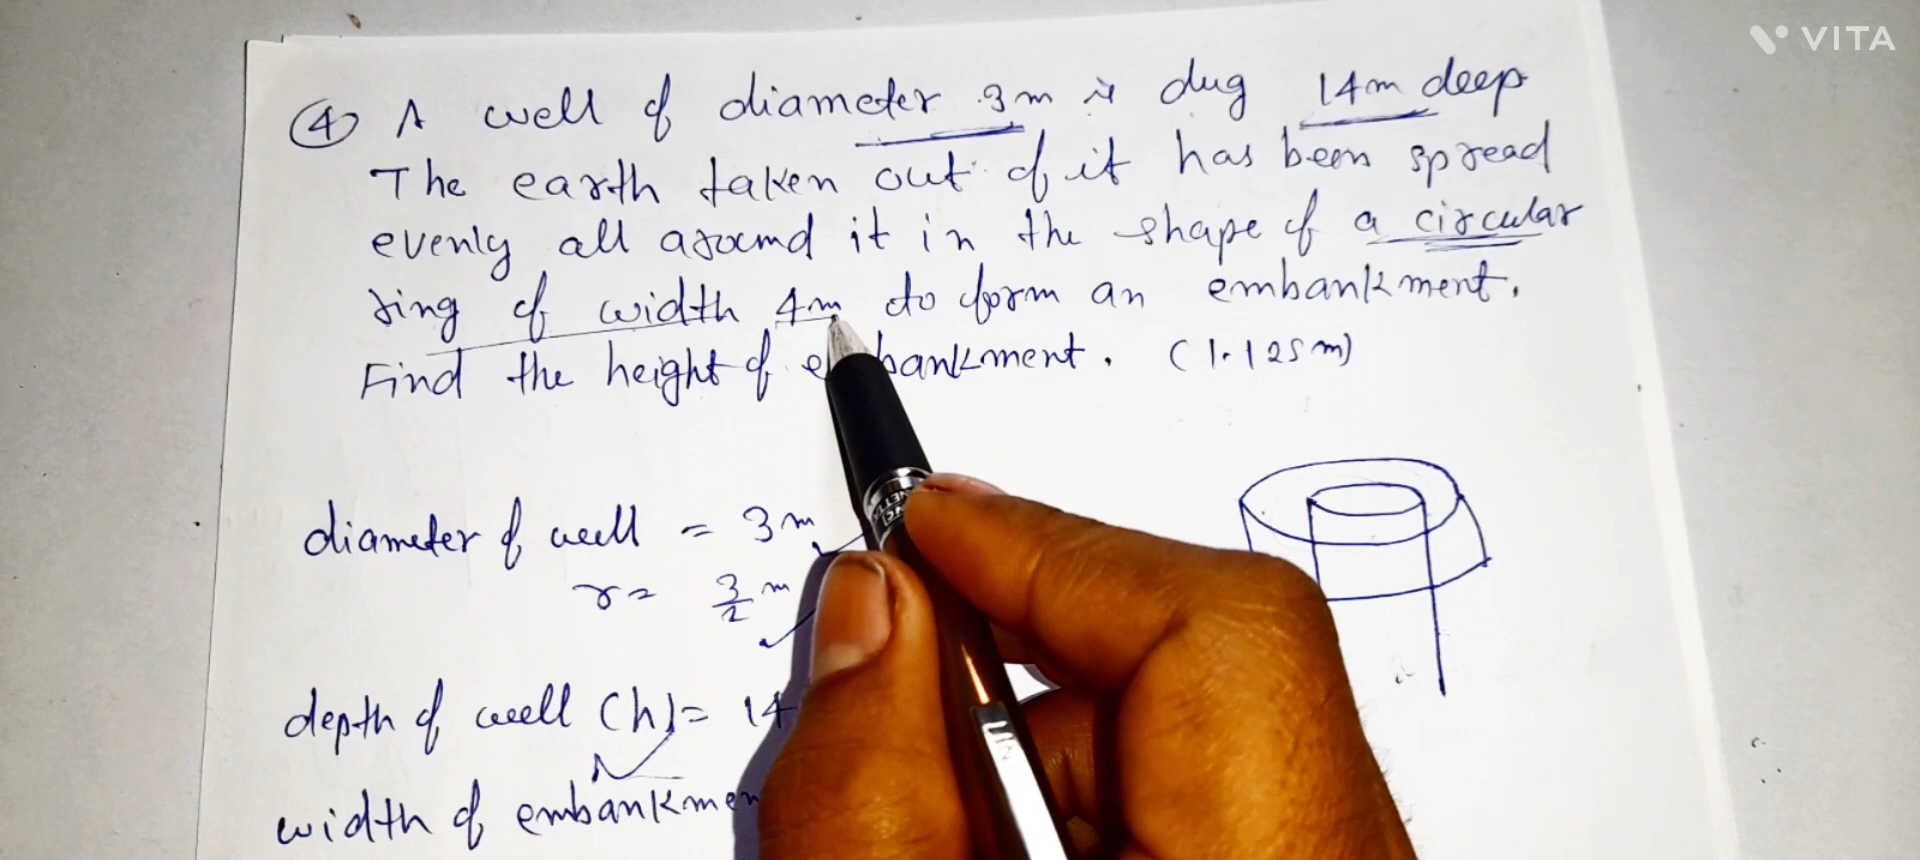 VITA
④ A well of diameter 3m is dug 14m deep
The earth taken out of it has been spread
evenly all around it in the shape of a circular
ring of width 4m to form an embankment.
Find the height of bankment. (1.125m)
diameter of well = 3m
r = 3/2 m
depth of well (h) = 14
width of embankmen